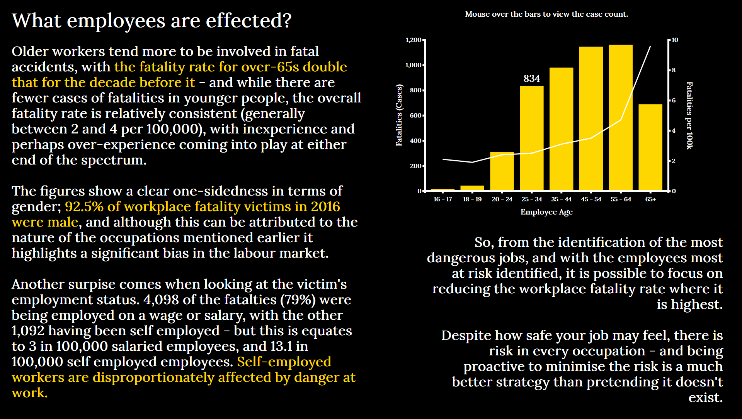 What employees are effected?
Older workers tend more to be involved in fatal
accidents, with the fatality rate for over-65s double
that for the decade before it - and while there are
fewer cases of fatalities in younger people, the overall
fatality rate is relatively consistent (generally
between 2 and 4 per 100,000), with inexperience and
perhaps over-experience coming into play at either
end of the spectrum.
The figures show a clear one-sidedness in terms of
gender; 92.5% of workplace fatality victims in 2016
were male, and although this can be attributed to the
nature of the occupations mentioned earlier it
highlights a significant bias in the labour market.
Another surprise comes when looking at the victim's
employment status. 4,098 of the fatalties (79%) were
being employed on a wage or salary, with the other
1,092 having been self employed - but this is equates
to 3 in 100,000 salaried employees, and 13.1 in
100,000 self employed employees. Self-employed
workers are disproportionately affected by danger at
work.
Mouse over the bars to view the case count.
Fatalities (Cases)
1,200
1,000
800
600
400
200
0
834
10
8
6
4
2
0
Fatalities per 100k
16 - 17
18 - 19
20 - 24
25 - 34
35 - 44
45 - 54
55 - 64
65+
Employee Age
So, from the identification of the most
dangerous jobs, and with the employees most
at risk identified, it is possible to focus on
reducing the workplace fatality rate where it
is highest.
Despite how safe your job may feel, there is
risk in every occupation - and being
proactive to minimise the risk is a much
better strategy than pretending it doesn't
exist.